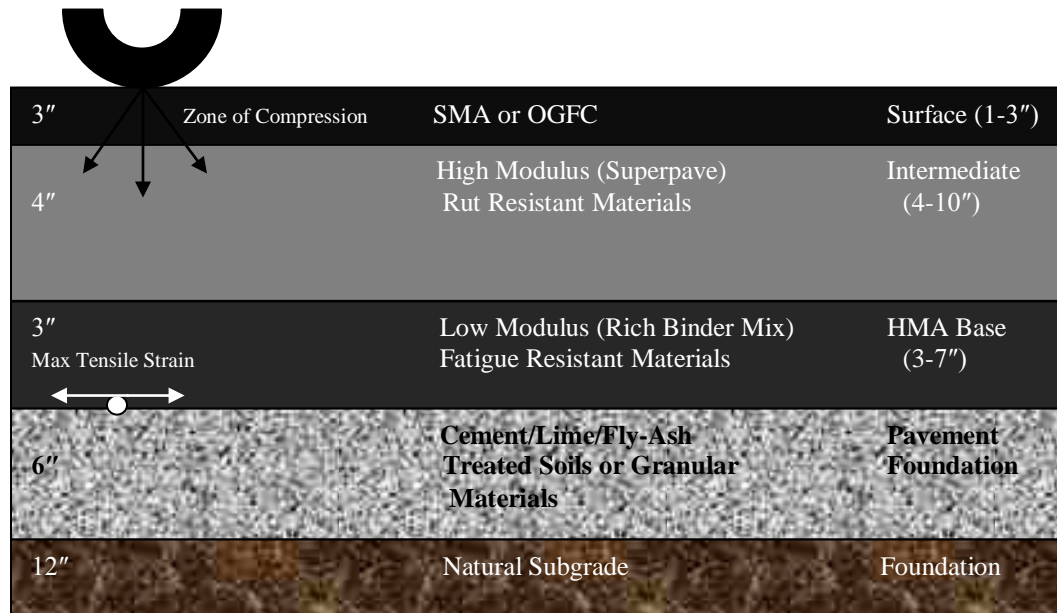 3″ Zone of Compression SMA or OGFC Surface (1-3″)
High Modulus (Superpave) Intermediate
4″ Rut Resistant Materials (4-10″)
3″ Low Modulus (Rich Binder Mix) HMA Base
Max Tensile Strain Fatigue Resistant Materials (3-7″)
Cement/Lime/Fly-Ash Pavement
6″ Treated Soils or Granular Foundation
Materials
12″ Natural Subgrade Foundation